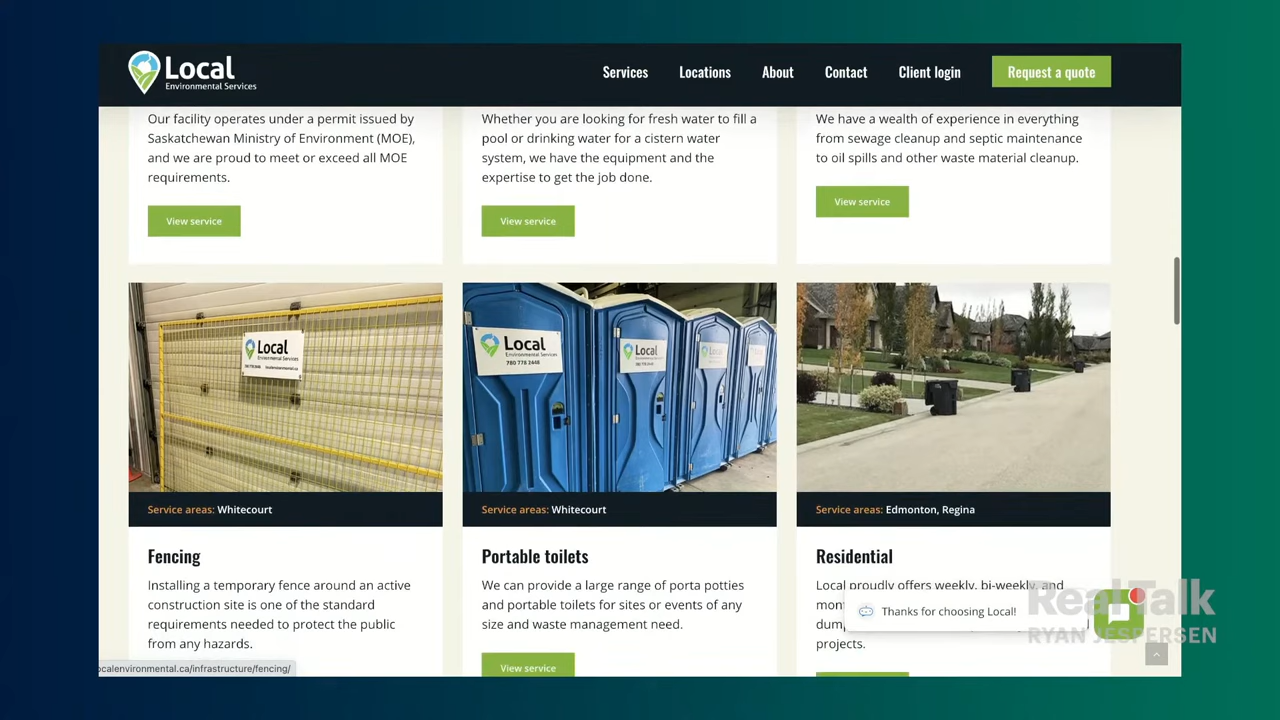 Local
Environmental Services
Services
Locations
About
Contact
Client login
Request a quote
Our facility operates under a permit issued by
Saskatchewan Ministry of Environment (MOE),
and we are proud to meet or exceed all MOE
requirements.
View service
Whether you are looking for fresh water to fill a
pool or drinking water for a cistern water
system, we have the equipment and the
expertise to get the job done.
View service
We have a wealth of experience in everything
from sewage cleanup and septic maintenance
to oil spills and other waste material cleanup.
View service
Local
Environmental Services
Service areas: Whitecourt
Fencing
Installing a temporary fence around an active
construction site is one of the standard
requirements needed to protect the public
from any hazards.
Local
Environmental Services
780 778 2448
Local
Local
Service areas: Whitecourt
Portable toilets
We can provide a large range of porta potties
and portable toilets for sites or events of any
size and waste management need.
View service
Service areas: Edmonton, Regina
Residential
Local proudly offers weekly, bi-weekly, and
projects.
Thanks for choosing Local!
RealTalk
RYAN JESPERSEN
ocalenvironmental.ca/infrastructure/fencing/